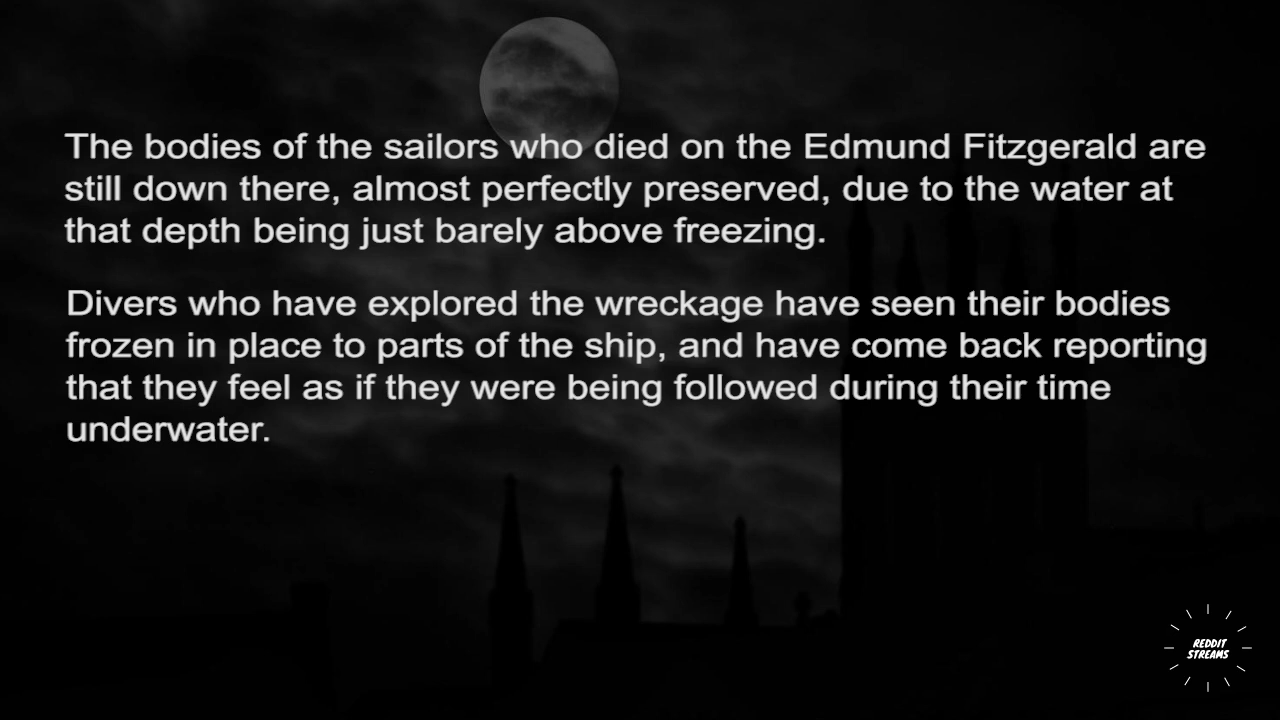 The bodies of the sailors who died on the Edmund Fitzgerald are
still down there, almost perfectly preserved, due to the water at
that depth being just barely above freezing.
Divers who have explored the wreckage have seen their bodies
frozen in place to parts of the ship, and have come back reporting
that they feel as if they were being followed during their time
underwater.
REDDIT
STREAMS